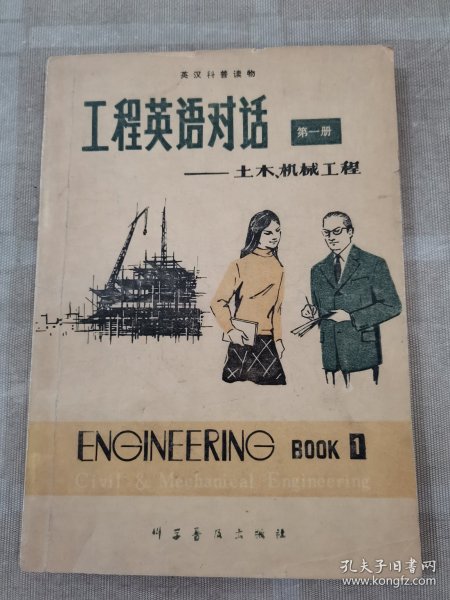 英汉科普读物
工程英语对话 第一册
——土木、机械工程
ENGINEERING BOOK 1
Civil & Mechanical Engineering
科学普及出版社
孔夫子旧书网
www.kongfz.com